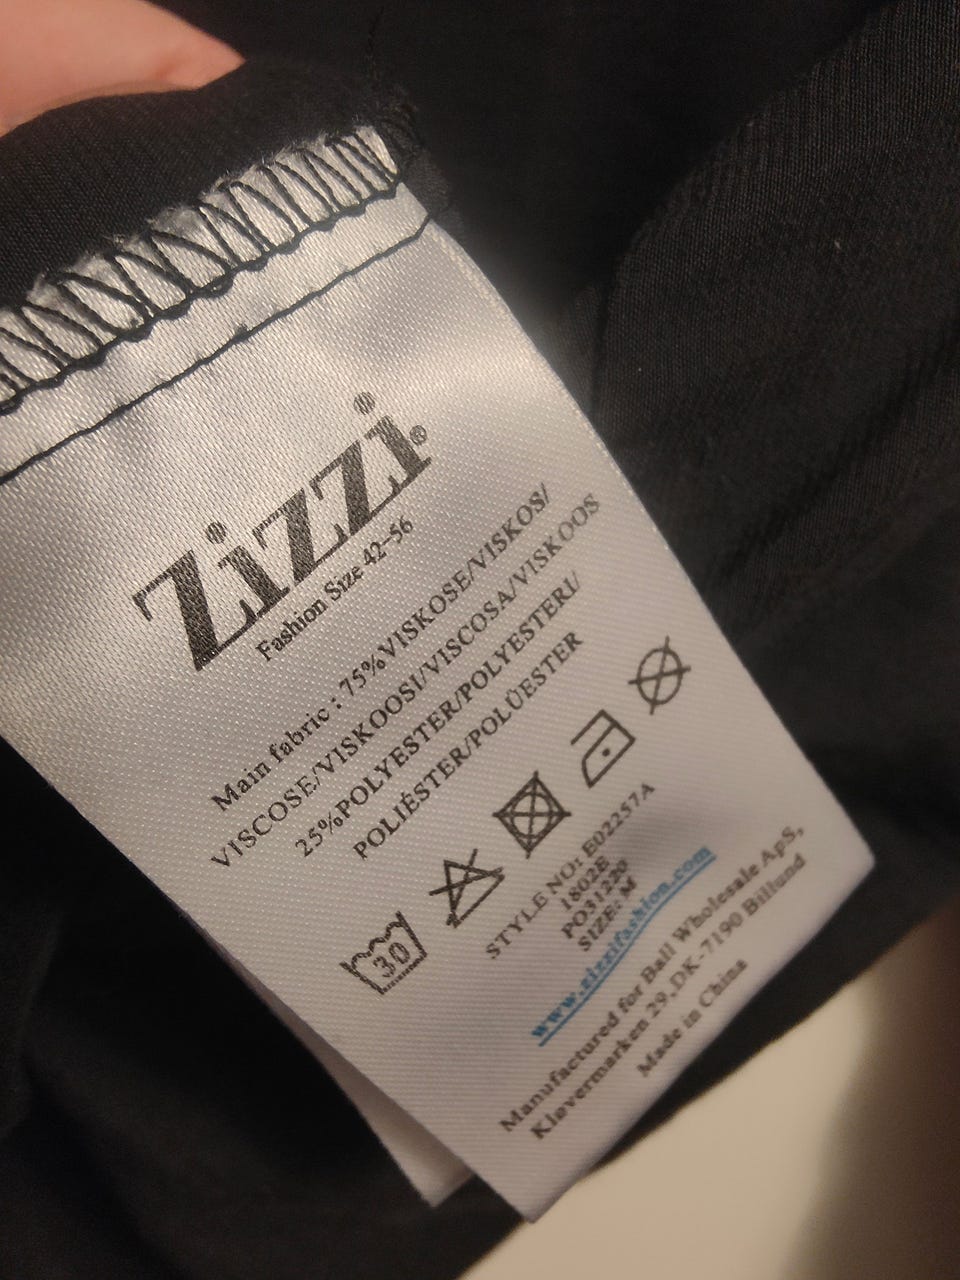 Zizzi®
Fashion Size 42-56
Main fabric : 75%VISKOSE/VISKOS/
VISCOSE/VISKOOSI/VISCOSA/VISKOOS
25%POLYESTER/POLYESTERI/
POLIÉSTER/POLÜESTER
30
STYLE NO: E02257A
1802E
PO31220
SIZE: M
www.zizzifashion.com
Manufactured for Ball Wholesale ApS,
Kløvermarken 29,DK-7190 Billund
Made in China